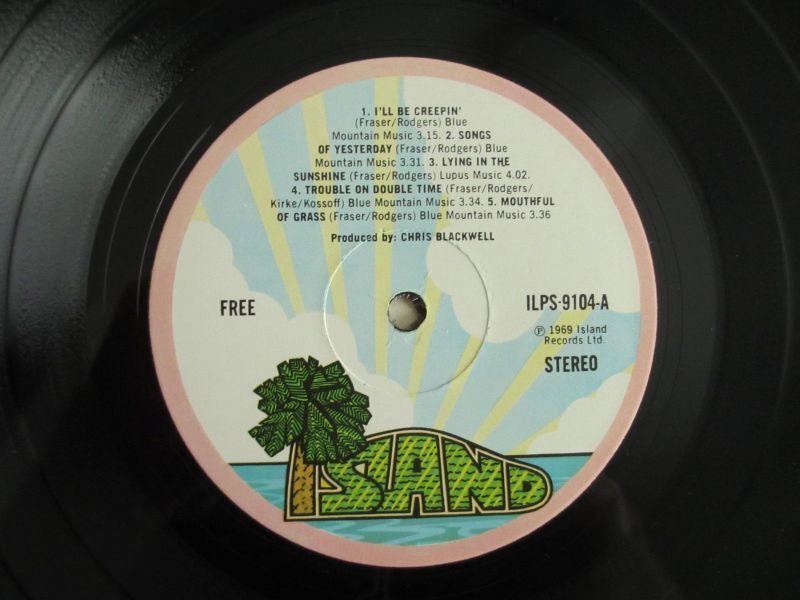 1. I'LL BE CREEPIN'
(Fraser/Rodgers) Blue
Mountain Music 3.15. 2. SONGS
OF YESTERDAY (Fraser/Rodgers) Blue
Mountain Music 3.31. 3. LYING IN THE
SUNSHINE (Fraser/Rodgers) Lupus Music 4.02.
4. TROUBLE ON DOUBLE TIME (Fraser/Rodgers/
Kirke/Kossoff) Blue Mountain Music 3.34. 5. MOUTHFUL
OF GRASS (Fraser/Rodgers) Blue Mountain Music 3.36
Produced by: CHRIS BLACKWELL
FREE
ILPS-9104-A
℗ 1969 Island
Records Ltd.
STEREO
ISLAND